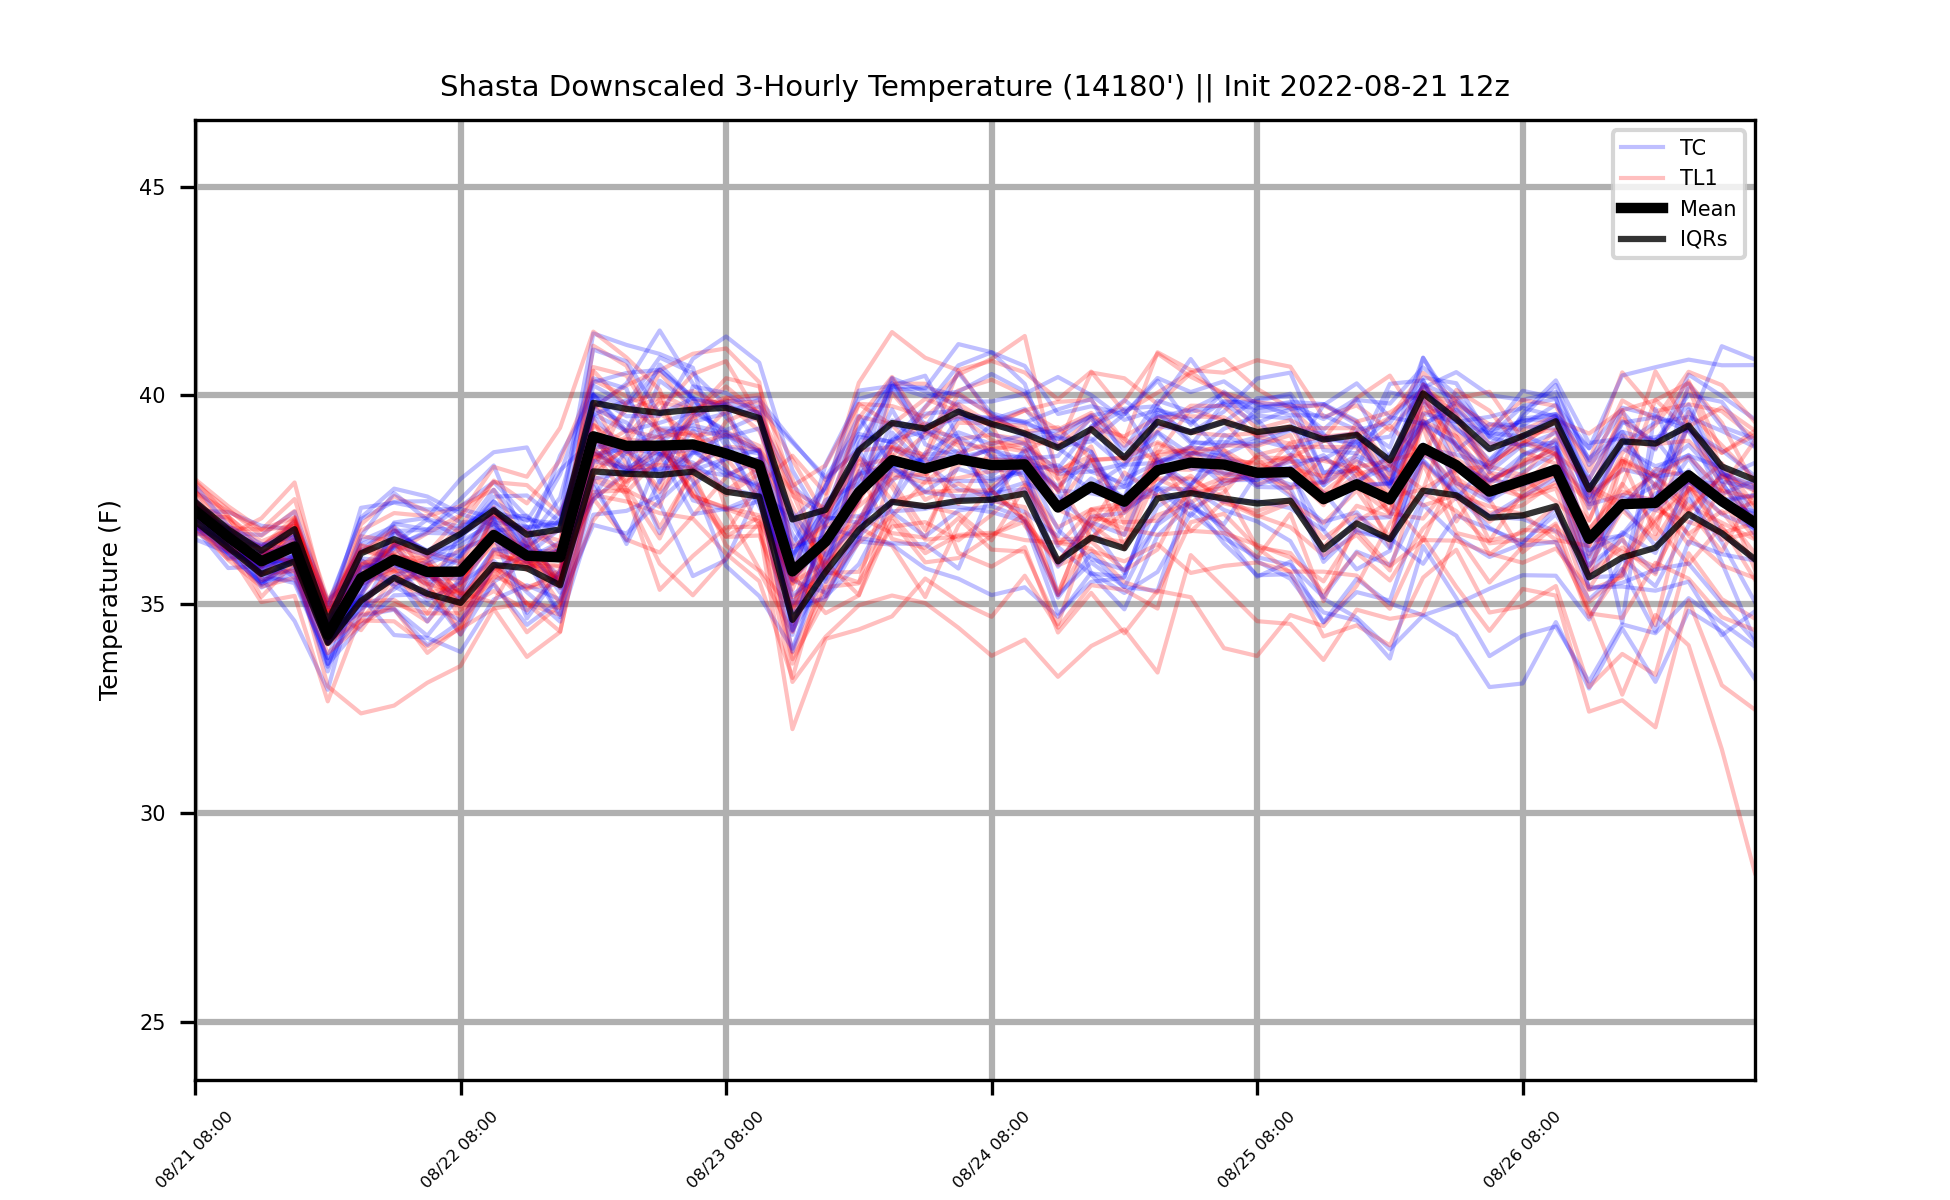 Shasta Downscaled 3-Hourly Temperature (14180') || Init 2022-08-21 12z
TC
TL1
Mean
IQRs
Temperature (F)
45
40
35
30
25
08/21 08:00
08/22 08:00
08/23 08:00
08/24 08:00
08/25 08:00
08/26 08:00